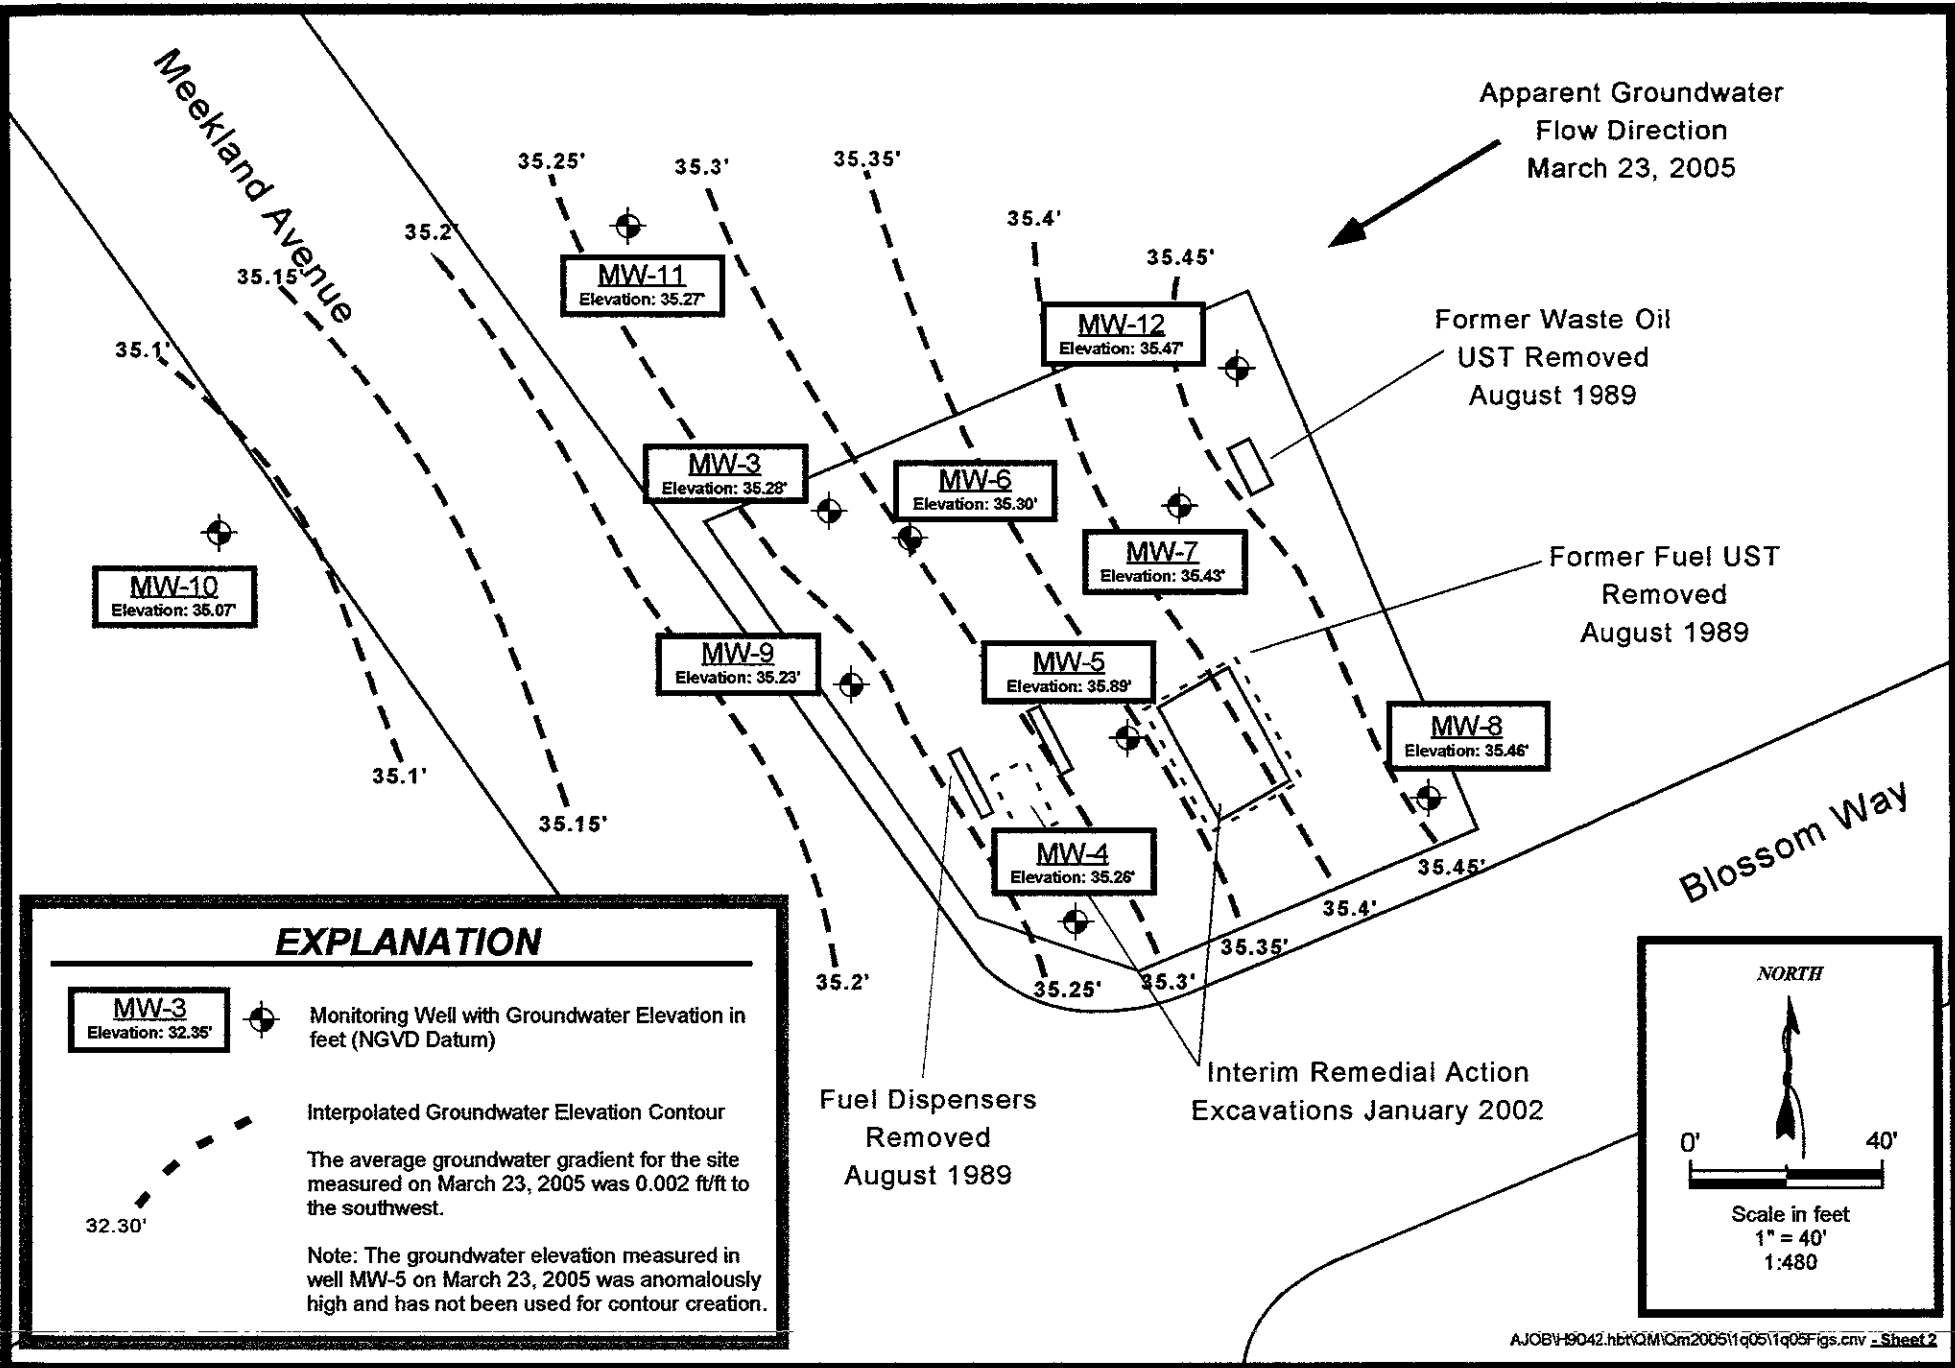 Meekland Avenue
Apparent Groundwater
Flow Direction
March 23, 2005
35.25'
35.3'
35.35'
35.4'
35.45'
35.2'
35.15'
35.1'
MW-11
Elevation: 35.27'
MW-12
Elevation: 35.47'
Former Waste Oil
UST Removed
August 1989
MW-3
Elevation: 35.28'
MW-6
Elevation: 35.30'
MW-7
Elevation: 35.43'
Former Fuel UST
Removed
August 1989
MW-10
Elevation: 35.07'
MW-9
Elevation: 35.23'
MW-5
Elevation: 35.89'
MW-8
Elevation: 35.46'
Blossom Way
35.1'
35.15'
MW-4
Elevation: 35.26'
35.45'
35.4'
35.35'
35.3'
35.25'
35.2'
Fuel Dispensers
Removed
August 1989
Interim Remedial Action
Excavations January 2002
EXPLANATION
MW-3
Elevation: 32.35'
Monitoring Well with Groundwater Elevation in
feet (NGVD Datum)
Interpolated Groundwater Elevation Contour
32.30'
The average groundwater gradient for the site
measured on March 23, 2005 was 0.002 ft/ft to
the southwest.
Note: The groundwater elevation measured in
well MW-5 on March 23, 2005 was anomalously
high and has not been used for contour creation.
NORTH
0' 40'
Scale in feet
1" = 40'
1:480
AJOB\H9042.hbt\QM\Qm2005\1q05\1q05Figs.cnv - Sheet 2